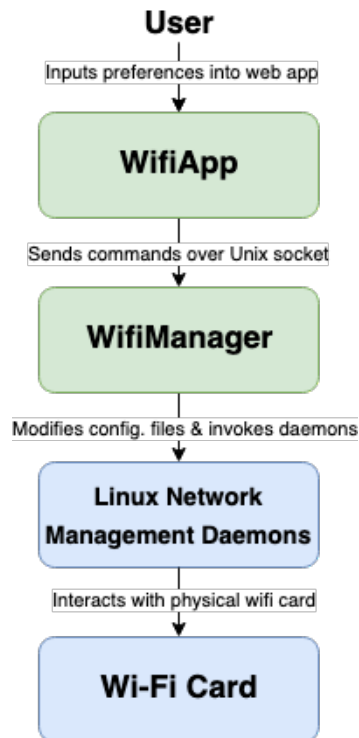 User
Inputs preferences into web app
WifiApp
Sends commands over Unix socket
WifiManager
Modifies config. files & invokes daemons
Linux Network
Management Daemons
Interacts with physical wifi card
Wi-Fi Card